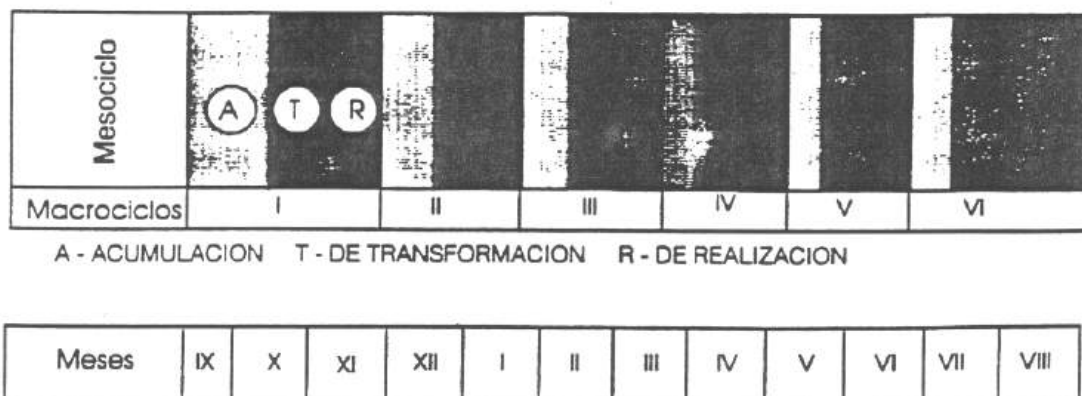 Mesociclo
A T R
Macrociclos I II III IV V VI
A - ACUMULACION T - DE TRANSFORMACION R - DE REALIZACION
Meses IX X XI XII I II III IV V VI VII VIII